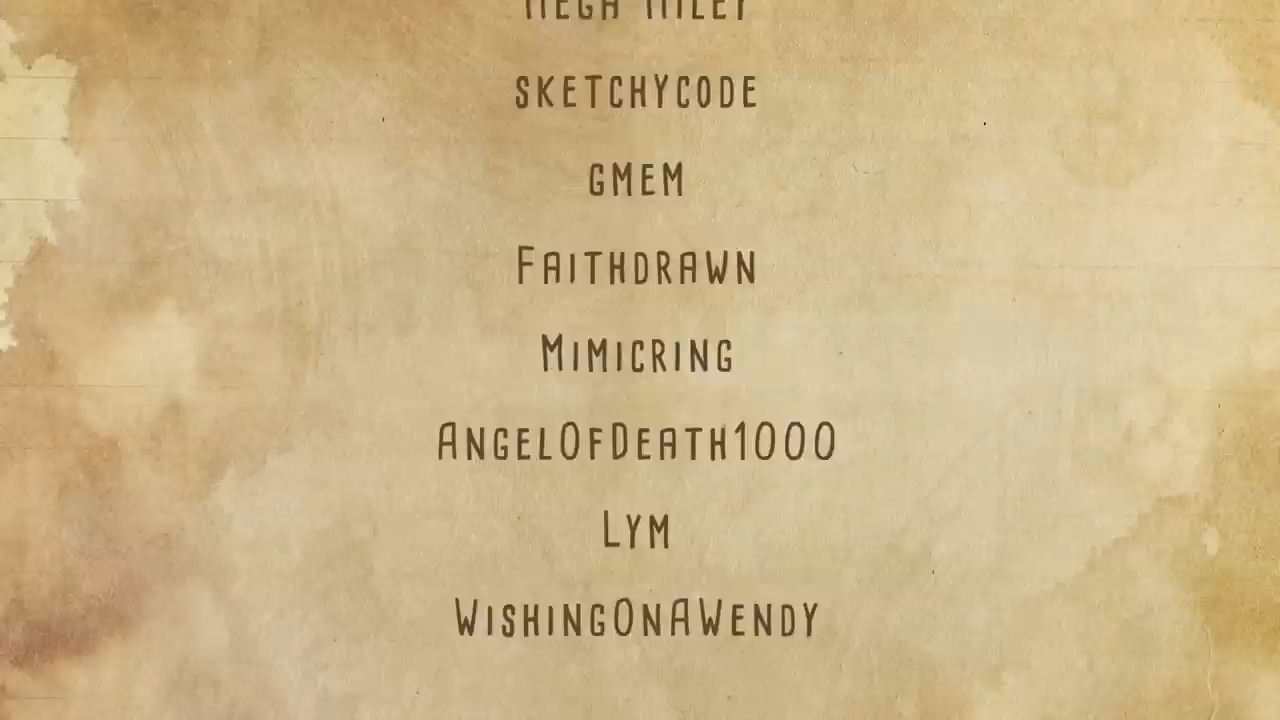 SKETCHYCODE
GMEM
FAITHDRAWN
MIMICRING
ANGELOFDEATH1000
LYM
WISHINGONAWENDY